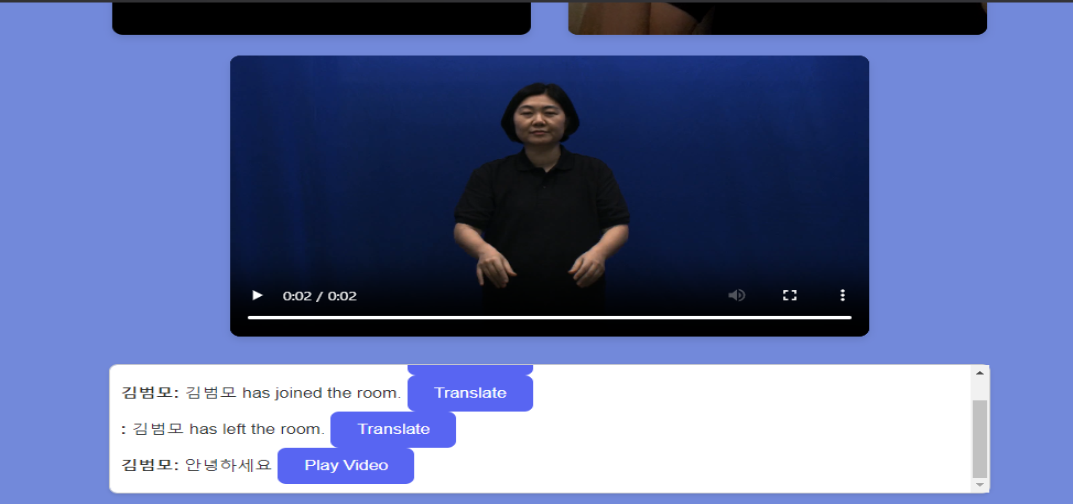 0:02 / 0:02
김범모: 김범모 has joined the room. Translate
: 김범모 has left the room. Translate
김범모: 안녕하세요 Play Video